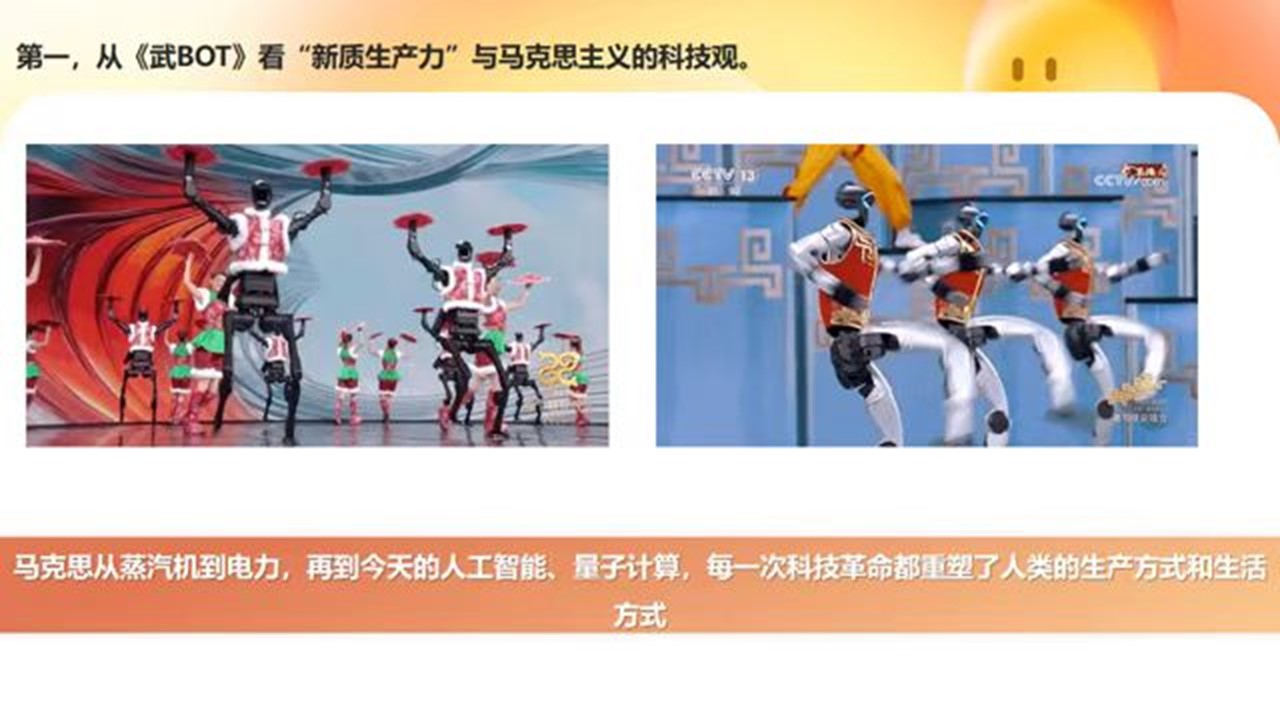 第一，从《武BOT》看“新质生产力”与马克思主义的科技观。
CCTV 13
马克思从蒸汽机到电力，再到今天的人工智能、量子计算，每一次科技革命都重塑了人类的生产方式和生活
方式